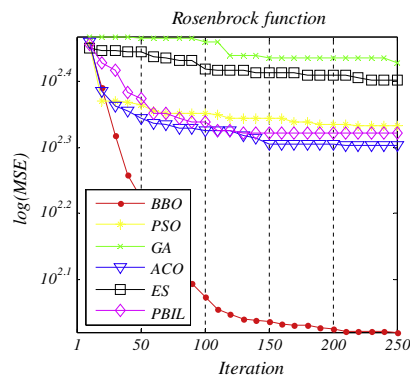 Rosenbrock function
log(MSE)
10^2.4
10^2.3
10^2.2
10^2.1
BBO
PSO
GA
ACO
ES
PBIL
1 50 100 150 200 250
Iteration